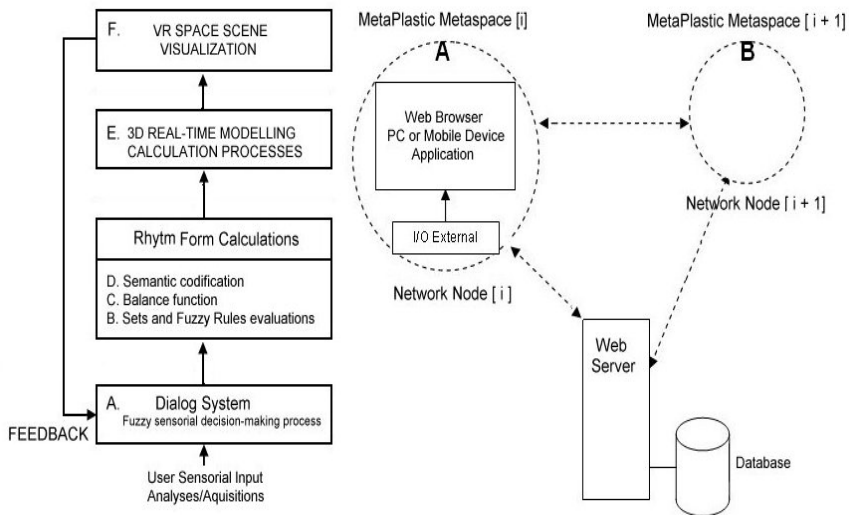 F. VR SPACE SCENE
VISUALIZATION
E. 3D REAL-TIME MODELLING
CALCULATION PROCESSES
Rhytm Form Calculations
D. Semantic codification
C. Balance function
B. Sets and Fuzzy Rules evaluations
A. Dialog System
Fuzzy sensorial decision-making process
FEEDBACK
User Sensorial Input
Analyses/Aquisitions
MetaPlastic Metaspace [i]
A
Web Browser
PC or Mobile Device
Application
I/O External
Network Node [ i ]
MetaPlastic Metaspace [ i + 1]
B
Network Node [ i + 1]
Web
Server
Database